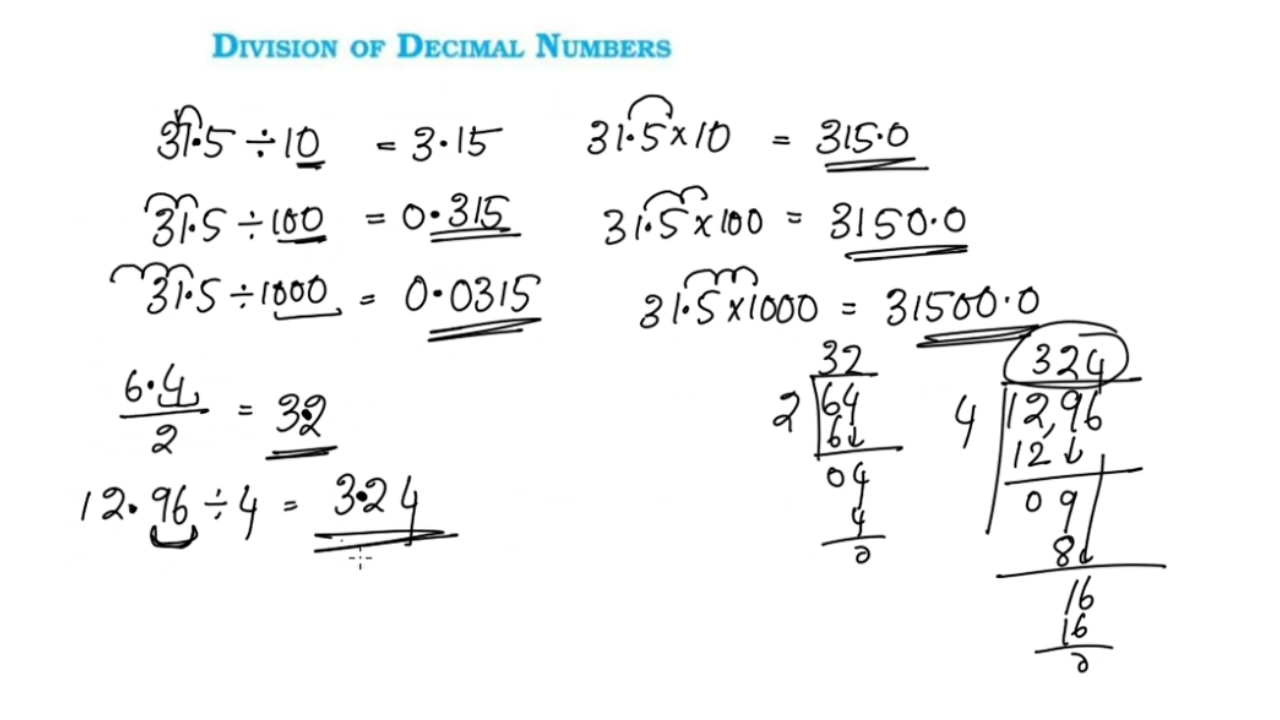 DIVISION OF DECIMAL NUMBERS
31.5 ÷ 10 = 3.15
31.5 ÷ 100 = 0.315
31.5 ÷ 1000 = 0.0315
6.4 / 2 = 3.2
12.96 ÷ 4 = 3.24
31.5 × 10 = 315.0
31.5 × 100 = 3150.0
31.5 × 1000 = 31500.0
32
2 64
6
04
4
0
324
4 12,96
12
09
8
16
16
0